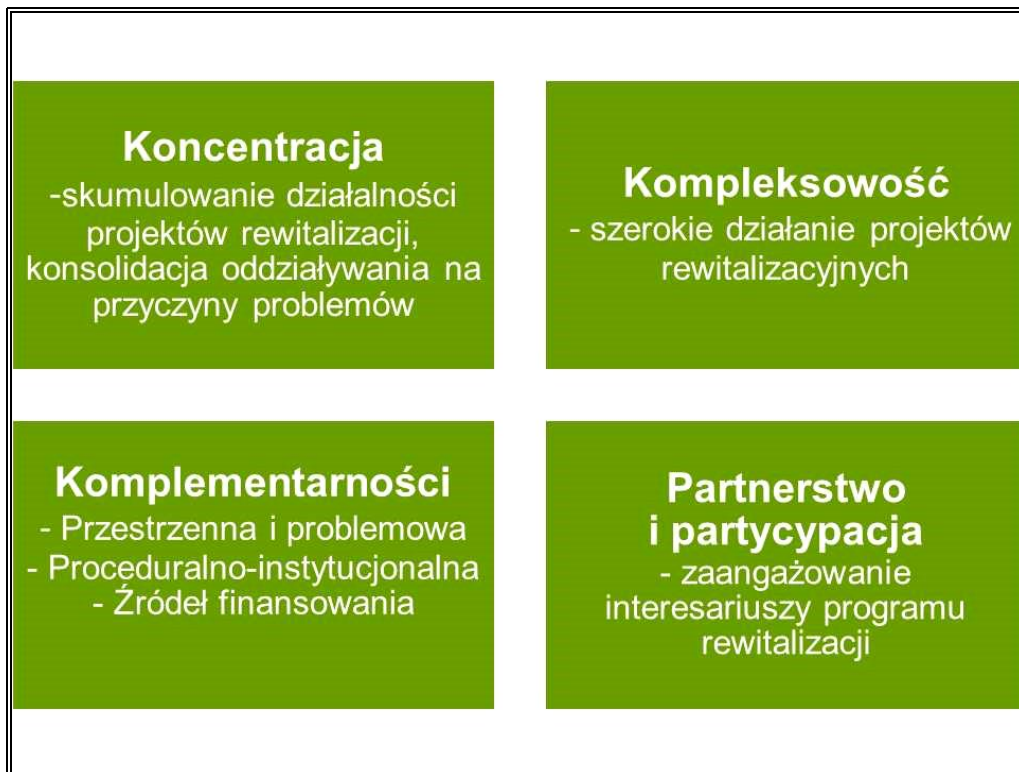 Koncentracja
-skumulowanie działalności
projektów rewitalizacji,
konsolidacja oddziaływania na
przyczyny problemów
Kompleksowość
- szerokie działanie projektów
rewitalizacyjnych
Komplementarności
- Przestrzenna i problemowa
- Proceduralno-instytucjonalna
- Źródeł finansowania
Partnerstwo
i partycypacja
- zaangażowanie
interesariuszy programu
rewitalizacji